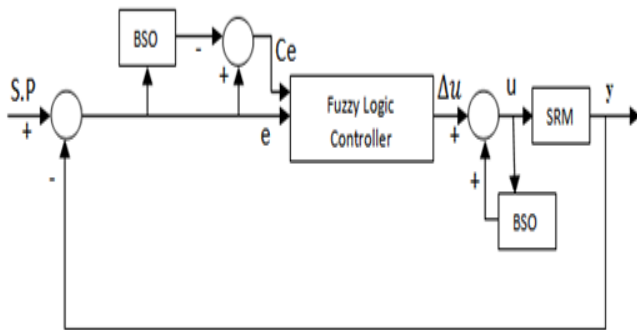 BSO
-
+
Ce
S.P
+
-
e
Fuzzy Logic
Controller
Δu
+
+
u
SRM
y
BSO